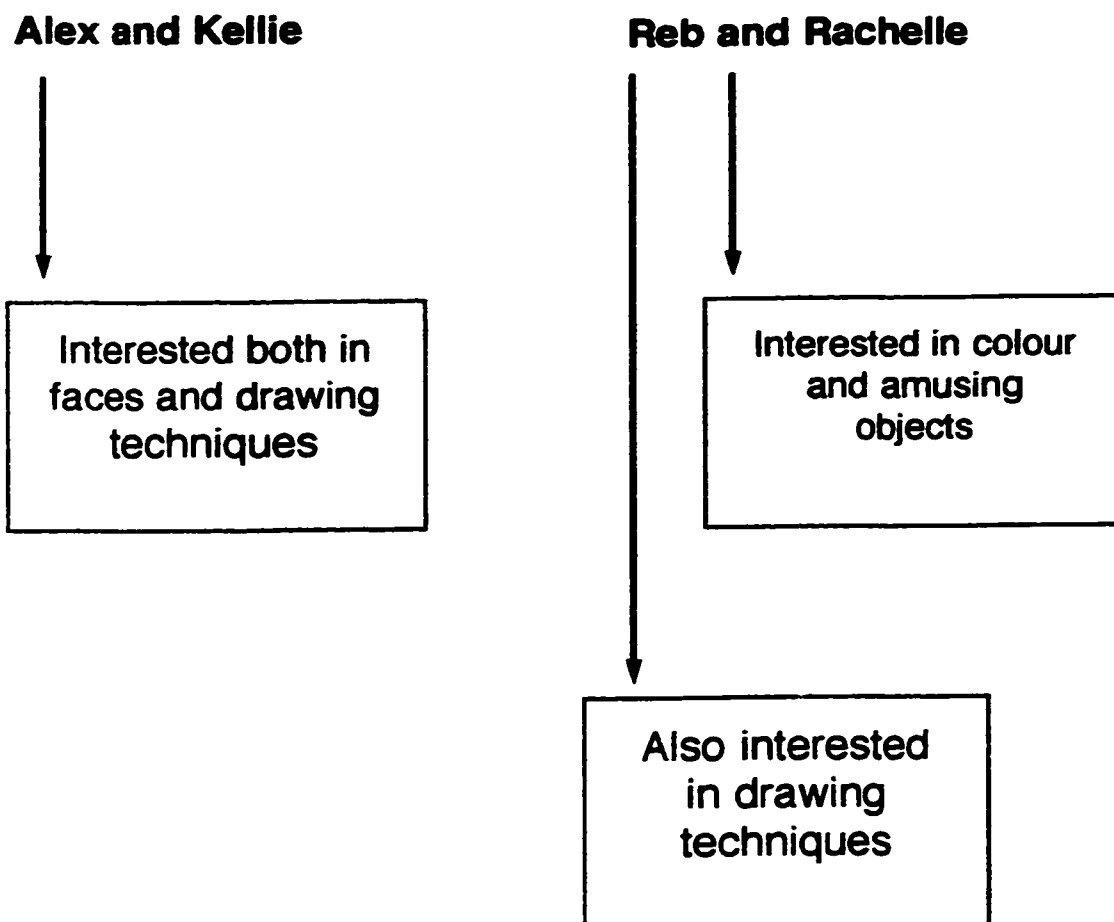 Alex and Kellie
Reb and Rachelle
Interested both in
faces and drawing
techniques
Interested in colour
and amusing
objects
Also interested
in drawing
techniques